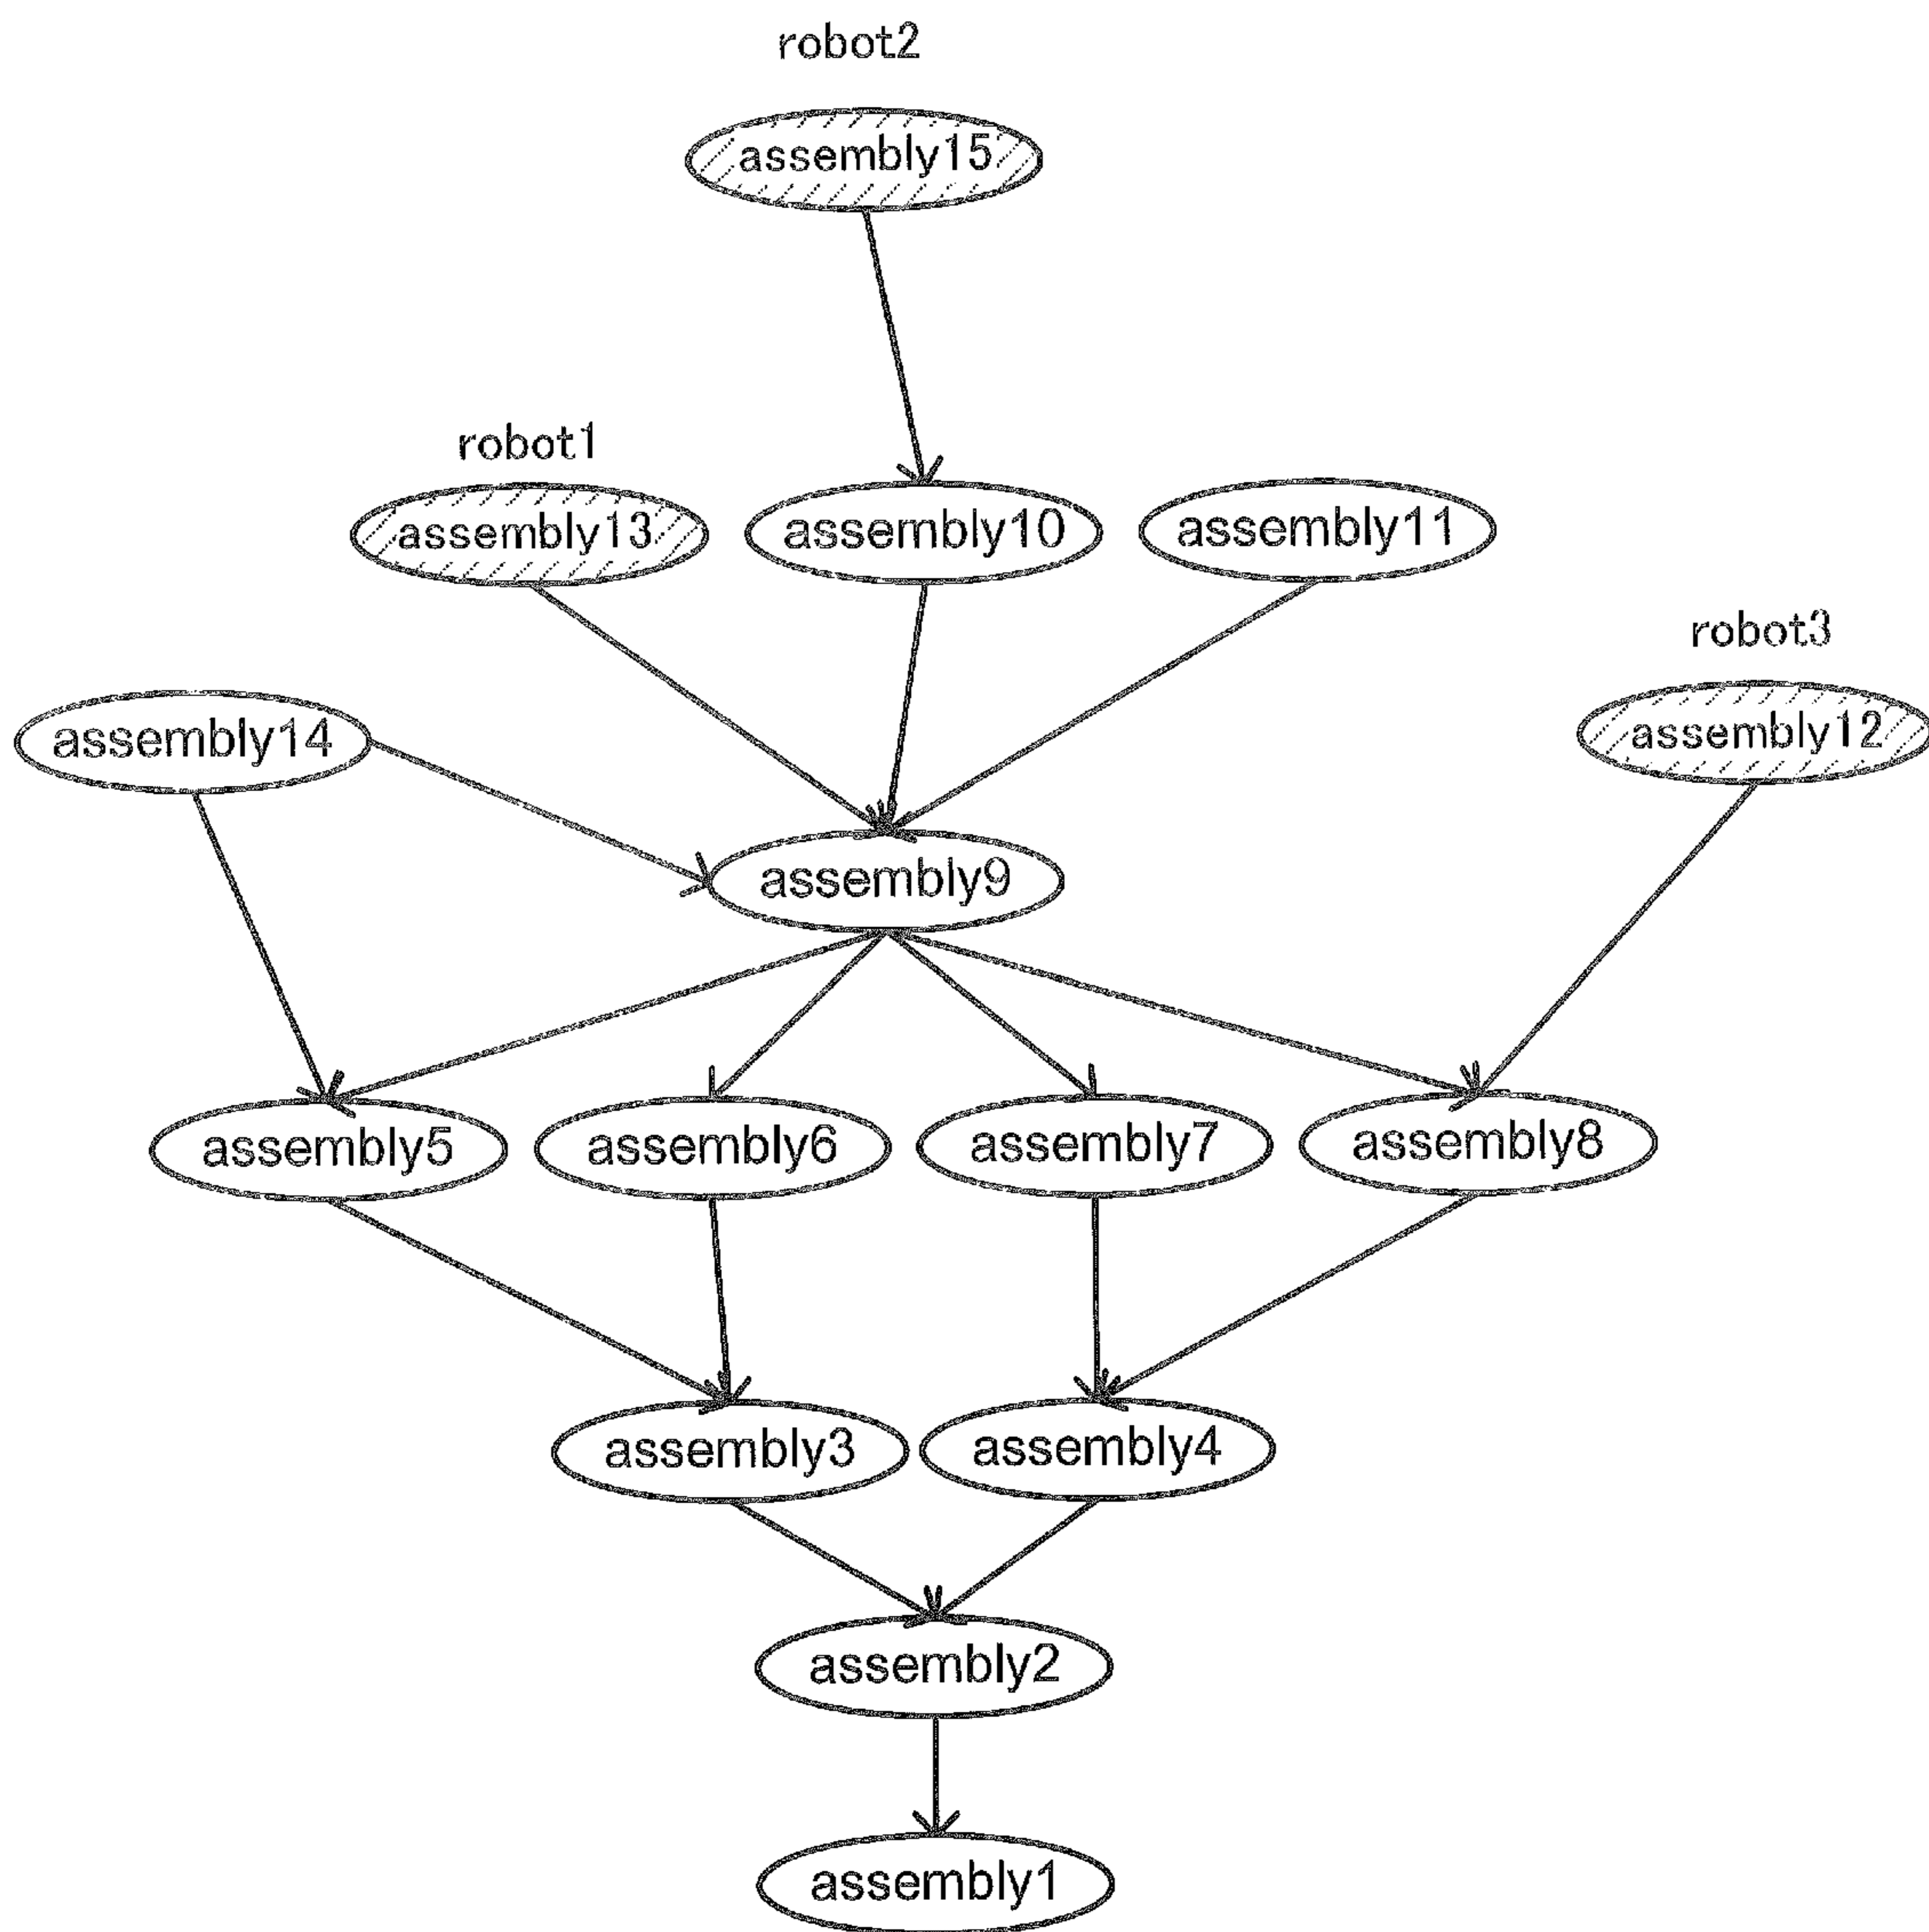 robot2
assembly15
robot1
assembly13
assembly10
assembly11
robot3
assembly14
assembly12
assembly9
assembly5
assembly6
assembly7
assembly8
assembly3
assembly4
assembly2
assembly1